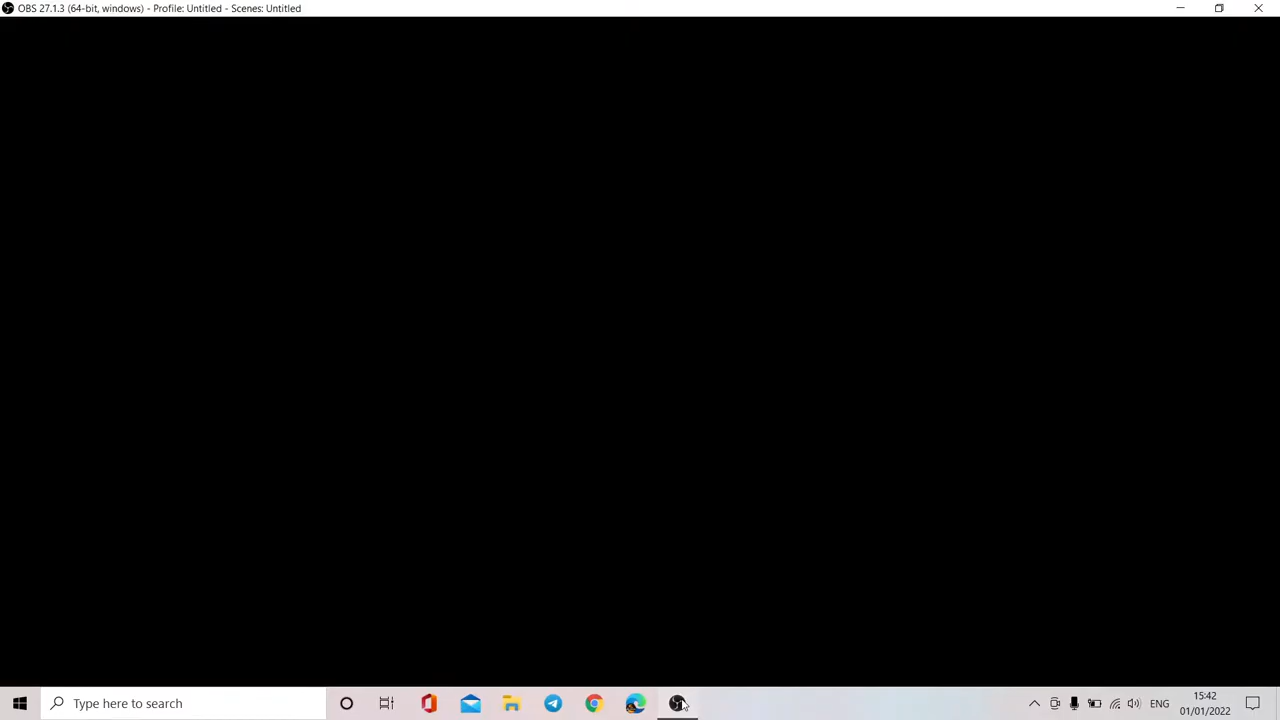 OBS 27.1.3 (64-bit, windows) - Profile: Untitled - Scenes: Untitled
Type here to search
ENG
15:42
01/01/2022